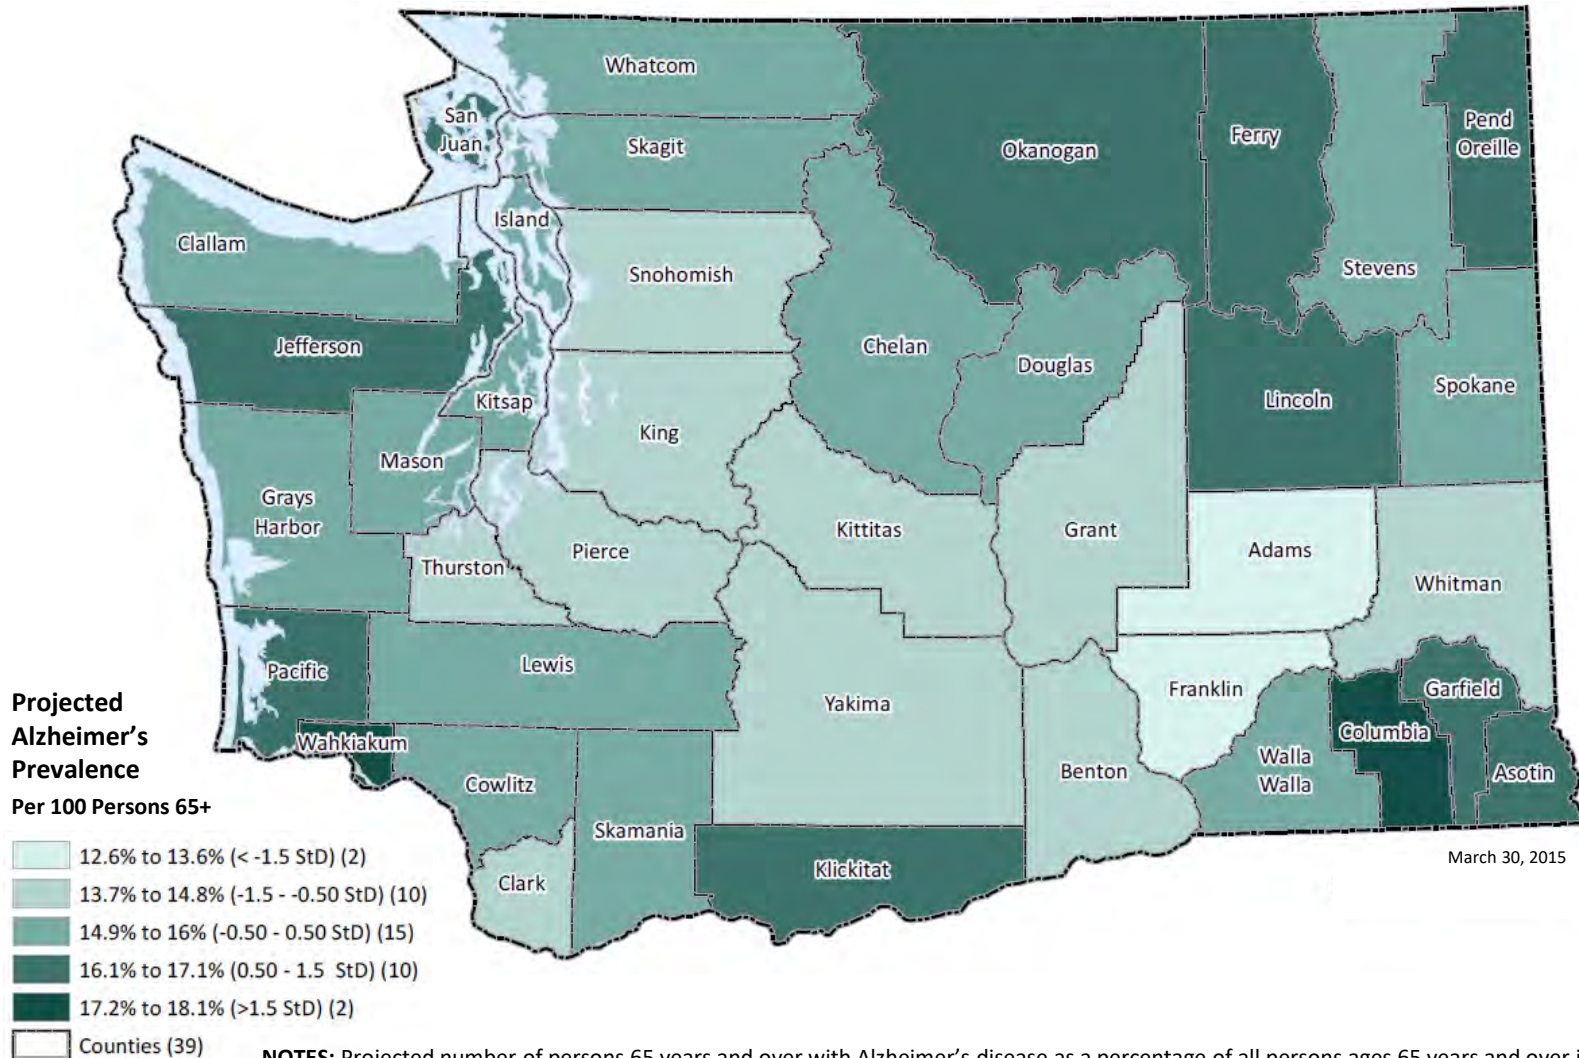 Whatcom
San
Juan
Skagit
Okanogan
Ferry
Pend
Oreille
Island
Clallam
Snohomish
Stevens
Jefferson
Chelan
Douglas
Kitsap
Lincoln
Spokane
King
Mason
Grays
Harbor
Kittitas
Grant
Adams
Thurston
Pierce
Whitman
Pacific
Lewis
Yakima
Franklin
Garfield
Columbia
Wahkiakum
Cowlitz
Benton
Walla
Walla
Asotin
Skamania
Clark
Klickitat
March 30, 2015
Projected
Alzheimer's
Prevalence
Per 100 Persons 65+
12.6% to 13.6% (< -1.5 StD) (2)
13.7% to 14.8% (-1.5 - -0.50 StD) (10)
14.9% to 16% (-0.50 - 0.50 StD) (15)
16.1% to 17.1% (0.50 - 1.5 StD) (10)
17.2% to 18.1% (>1.5 StD) (2)
Counties (39)
NOTES: Projected number of persons 65 years and over with Alzheimer's disease as a percentage of all persons ages 65 years and over i